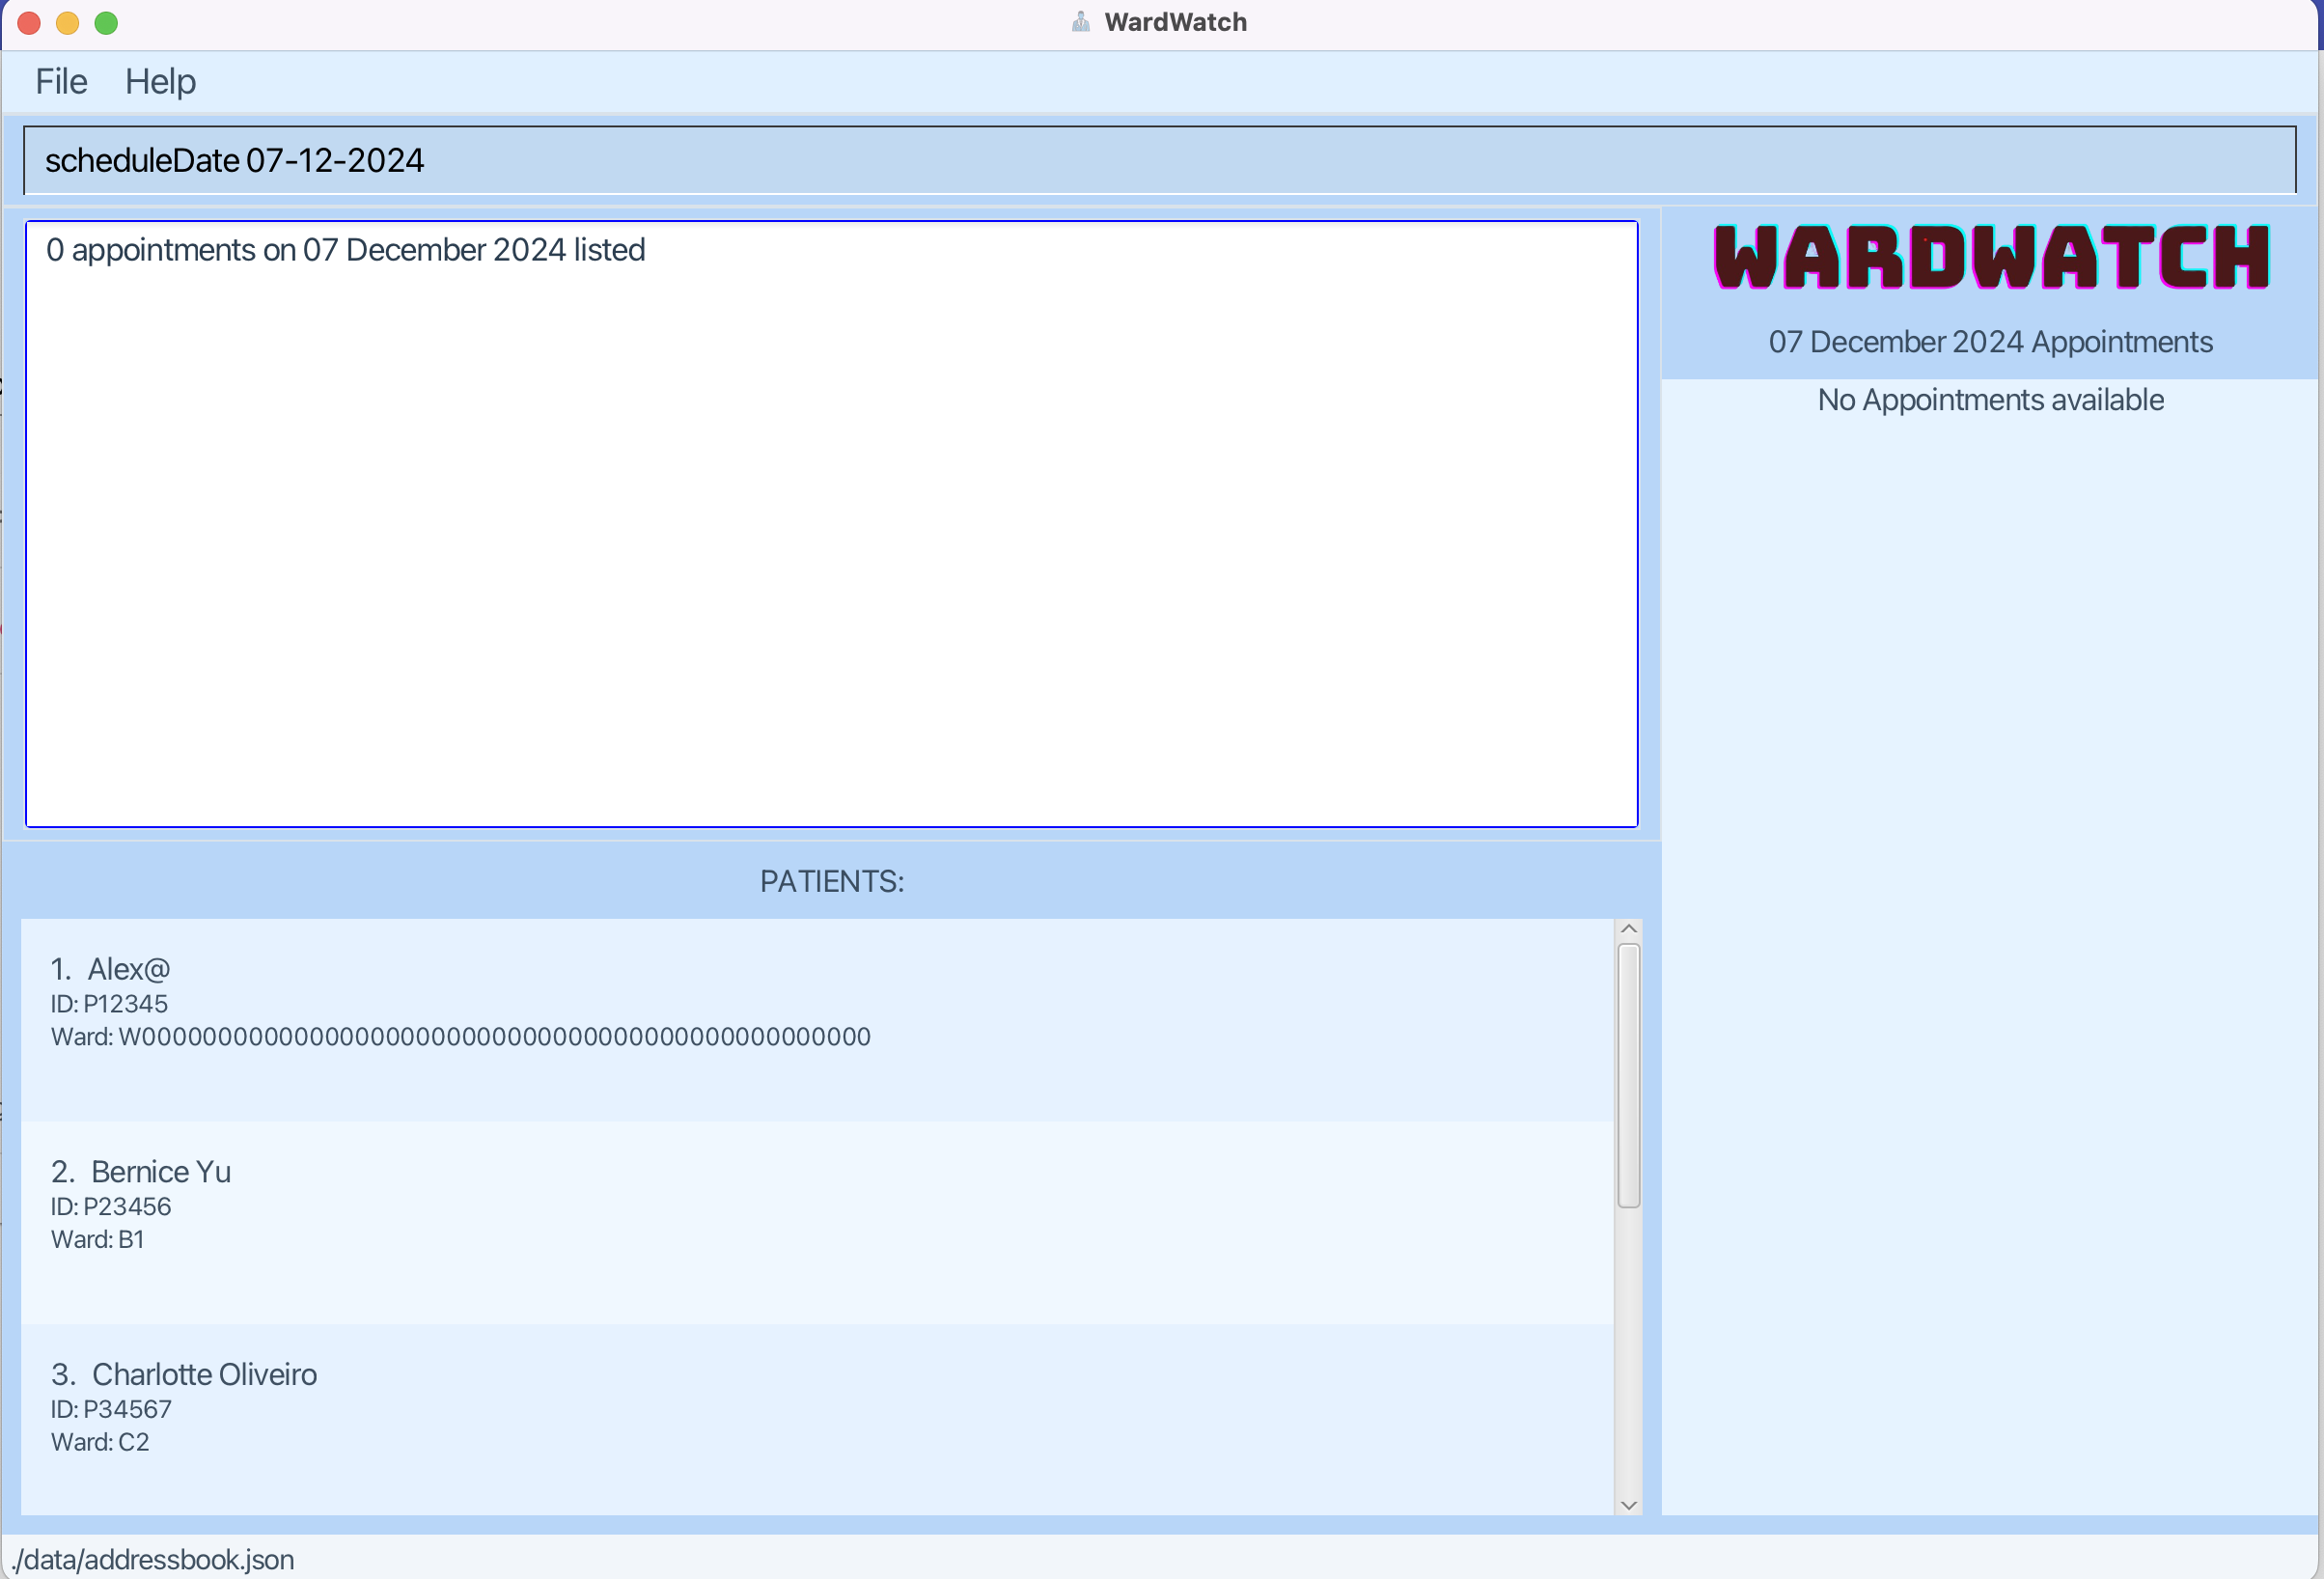 WardWatch
File Help
scheduleDate 07-12-2024
0 appointments on 07 December 2024 listed
WARDWATCH
07 December 2024 Appointments
No Appointments available
PATIENTS:
1. Alex@
ID: P12345
Ward: W000000000000000000000000000000000000000000000000
2. Bernice Yu
ID: P23456
Ward: B1
3. Charlotte Oliveiro
ID: P34567
Ward: C2
./data/addressbook.json